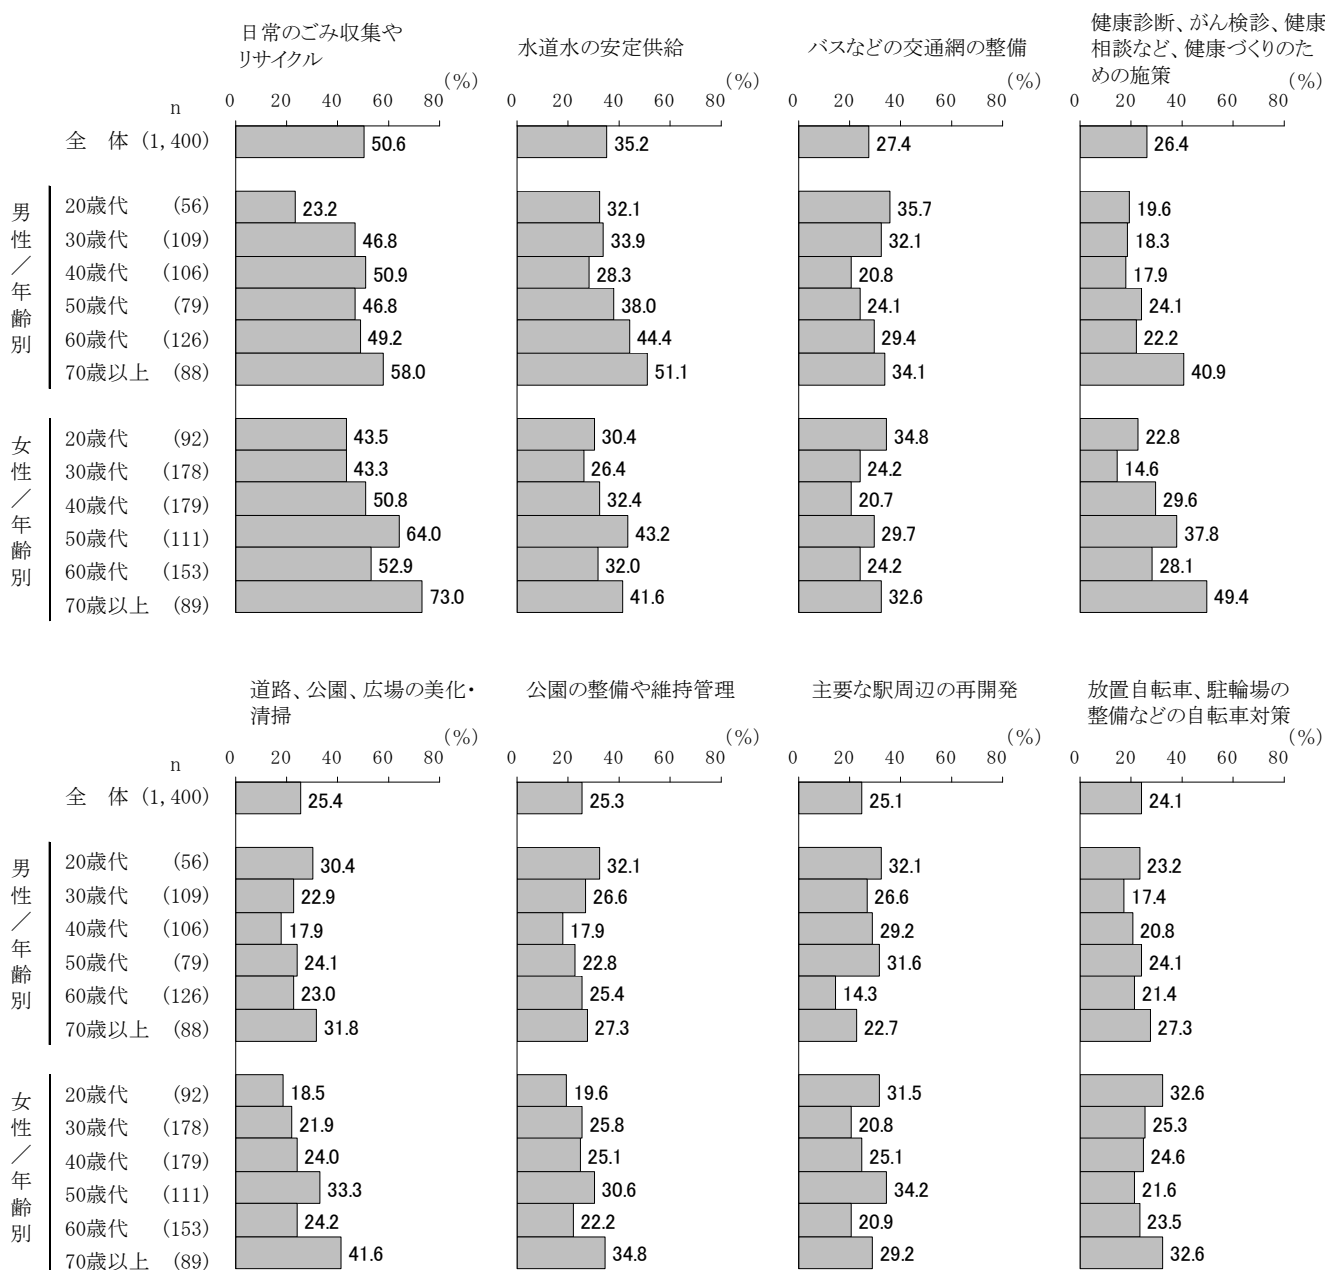 日常のごみ収集や
リサイクル
水道水の安定供給
バスなどの交通網の整備
健康診断、がん検診、健康
相談など、健康づくりのた
めの施策
(%) (%) (%) (%)
n 0 20 40 60 80 0 20 40 60 80 0 20 40 60 80 0 20 40 60 80
全 体 (1,400) 50.6 35.2 27.4 26.4
男性／年齢別
20歳代 (56) 23.2 32.1 35.7 19.6
30歳代 (109) 46.8 33.9 32.1 18.3
40歳代 (106) 50.9 28.3 20.8 17.9
50歳代 (79) 46.8 38.0 24.1 24.1
60歳代 (126) 49.2 44.4 29.4 22.2
70歳以上 (88) 58.0 51.1 34.1 40.9
女性／年齢別
20歳代 (92) 43.5 30.4 34.8 22.8
30歳代 (178) 43.3 26.4 24.2 14.6
40歳代 (179) 50.8 32.4 20.7 29.6
50歳代 (111) 64.0 43.2 29.7 37.8
60歳代 (153) 52.9 32.0 24.2 28.1
70歳以上 (89) 73.0 41.6 32.6 49.4
道路、公園、広場の美化・
清掃
公園の整備や維持管理
主要な駅周辺の再開発
放置自転車、駐輪場の
整備などの自転車対策
(%) (%) (%) (%)
n 0 20 40 60 80 0 20 40 60 80 0 20 40 60 80 0 20 40 60 80
全 体 (1,400) 25.4 25.3 25.1 24.1
男性／年齢別
20歳代 (56) 30.4 32.1 32.1 23.2
30歳代 (109) 22.9 26.6 26.6 17.4
40歳代 (106) 17.9 17.9 29.2 20.8
50歳代 (79) 24.1 22.8 31.6 24.1
60歳代 (126) 23.0 25.4 14.3 21.4
70歳以上 (88) 31.8 27.3 22.7 27.3
女性／年齢別
20歳代 (92) 18.5 19.6 31.5 32.6
30歳代 (178) 21.9 25.8 20.8 25.3
40歳代 (179) 24.0 25.1 25.1 24.6
50歳代 (111) 33.3 30.6 34.2 21.6
60歳代 (153) 24.2 22.2 20.9 23.5
70歳以上 (89) 41.6 34.8 29.2 32.6